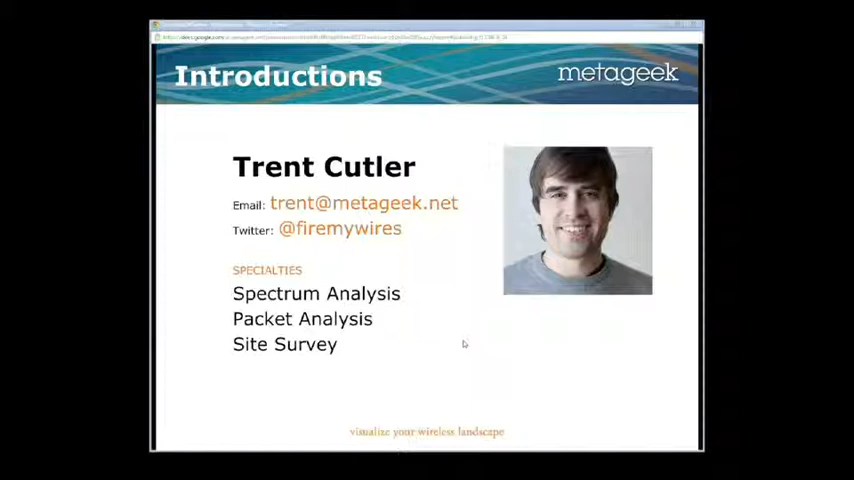 Introductions
metageek
Trent Cutler
Email: trent@metageek.net
Twitter: @firemywires
SPECIALTIES
Spectrum Analysis
Packet Analysis
Site Survey
visualize your wireless landscape